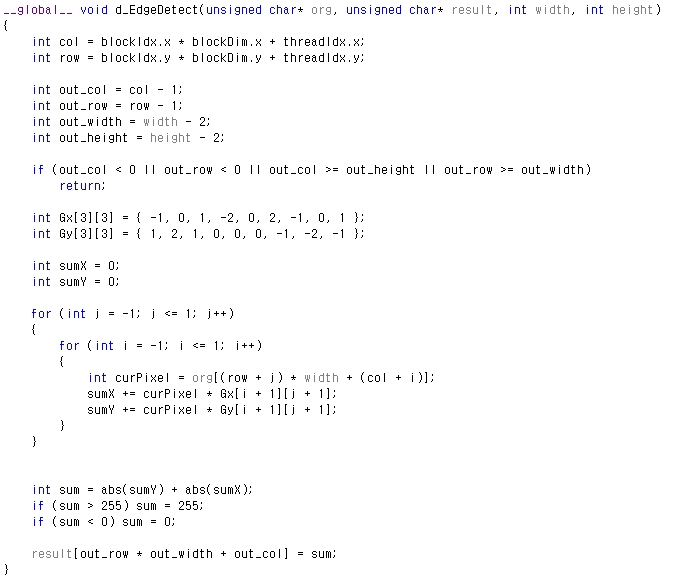 __global__ void d_EdgeDetect(unsigned char* org, unsigned char* result, int width, int height)
{
    int col = blockIdx.x * blockDim.x + threadIdx.x;
    int row = blockIdx.y * blockDim.y + threadIdx.y;

    int out_col = col - 1;
    int out_row = row - 1;
    int out_width = width - 2;
    int out_height = height - 2;

    if (out_col < 0 || out_row < 0 || out_col >= out_height || out_row >= out_width)
        return;

    int Gx[3][3] = { -1, 0, 1, -2, 0, 2, -1, 0, 1 };
    int Gy[3][3] = { 1, 2, 1, 0, 0, 0, -1, -2, -1 };

    int sumX = 0;
    int sumY = 0;

    for (int j = -1; j <= 1; j++)
    {
        for (int i = -1; i <= 1; i++)
        {
            int curPixel = org[(row + j) * width + (col + i)];
            sumX += curPixel * Gx[i + 1][j + 1];
            sumY += curPixel * Gy[i + 1][j + 1];
        }
    }


    int sum = abs(sumY) + abs(sumX);
    if (sum > 255) sum = 255;
    if (sum < 0) sum = 0;

    result[out_row * out_width + out_col] = sum;
}